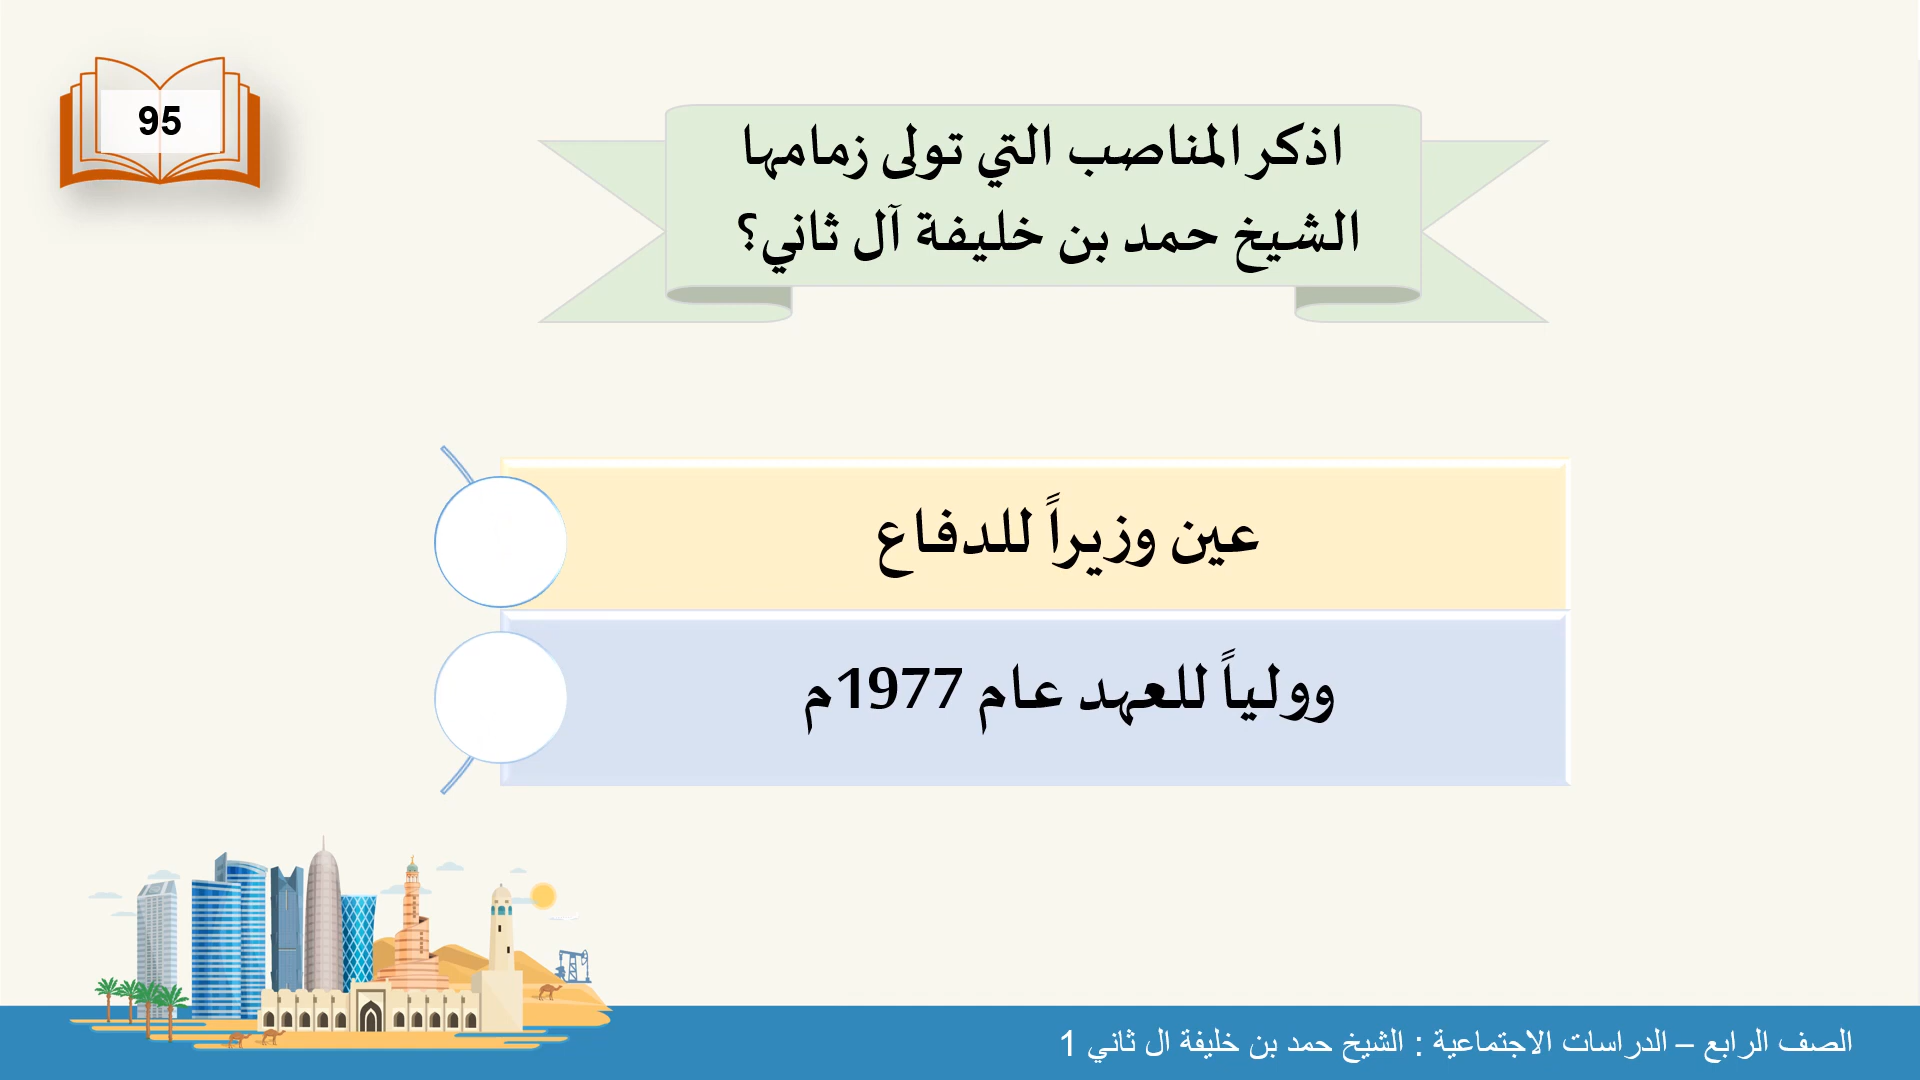 95
اذكر المناصب التي تولى زمامها
الشيخ حمد بن خليفة آل ثاني؟
عين وزيراً للدفاع
وولياً للعهد عام 1977م
الصف الرابع – الدراسات الاجتماعية : الشيخ حمد بن خليفة ال ثاني 1